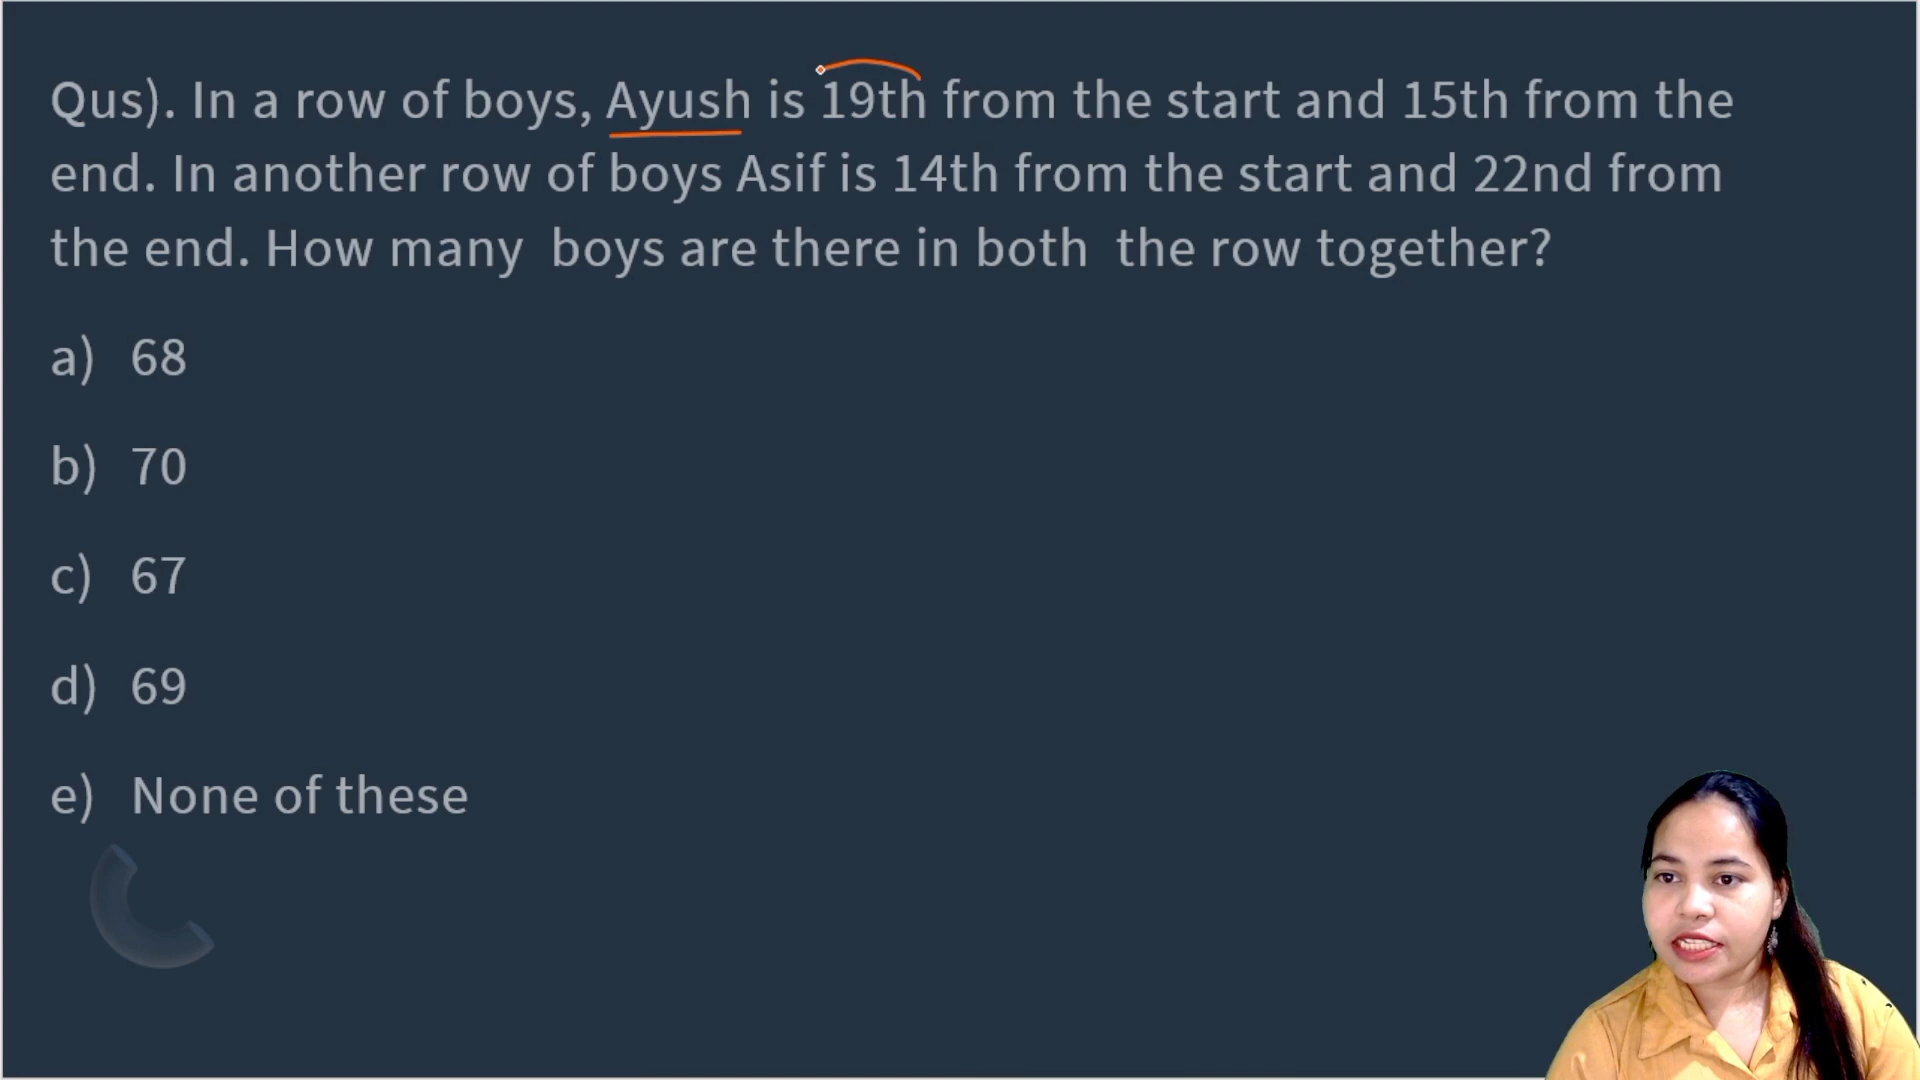 Qus). In a row of boys, Ayush is 19th from the start and 15th from the
end. In another row of boys Asif is 14th from the start and 22nd from
the end. How many boys are there in both the row together?
a) 68
b) 70
c) 67
d) 69
e) None of these